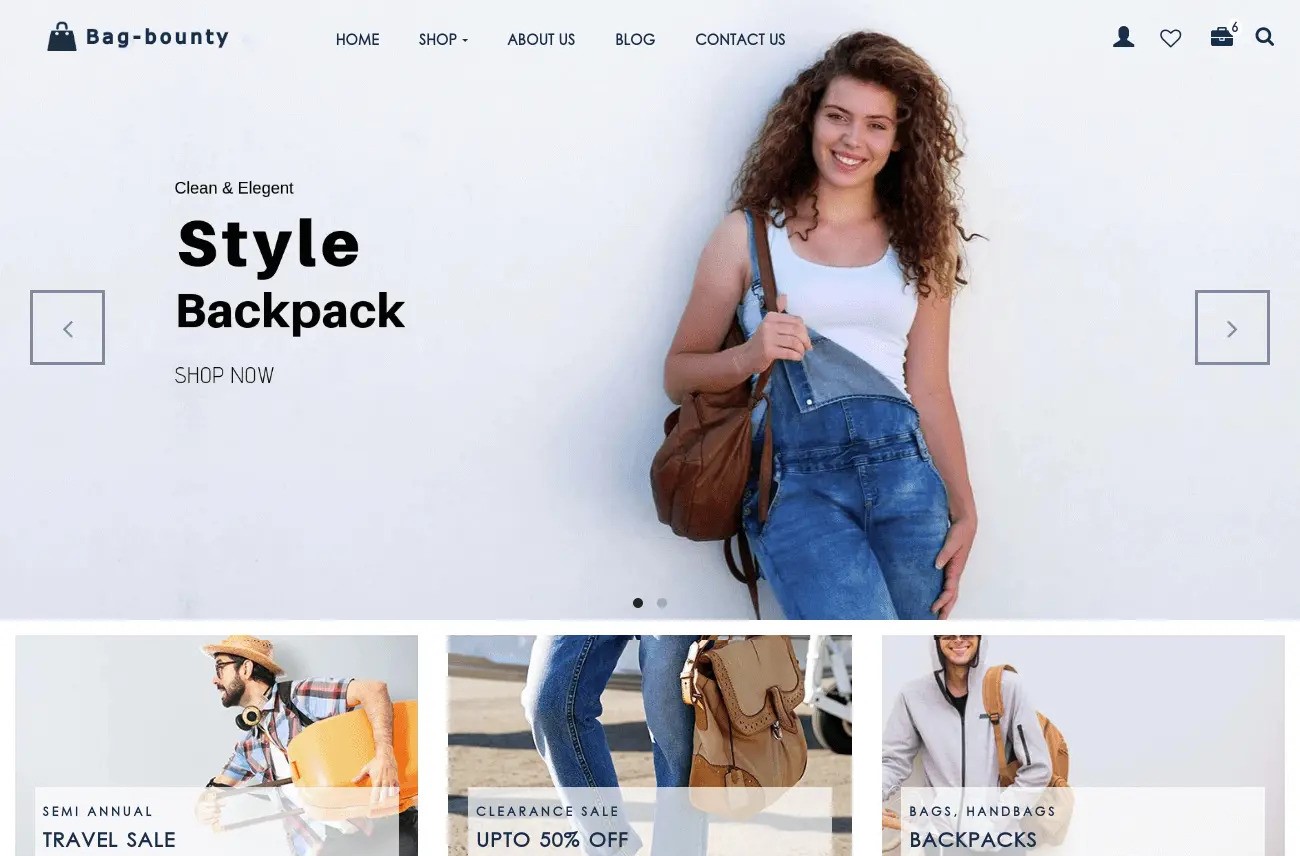 Bag-bounty
HOME SHOP ABOUT US BLOG CONTACT US
6
Clean & Elegent
Style
Backpack
SHOP NOW
SEMI ANNUAL
TRAVEL SALE
CLEARANCE SALE
UPTO 50% OFF
BAGS, HANDBAGS
BACKPACKS